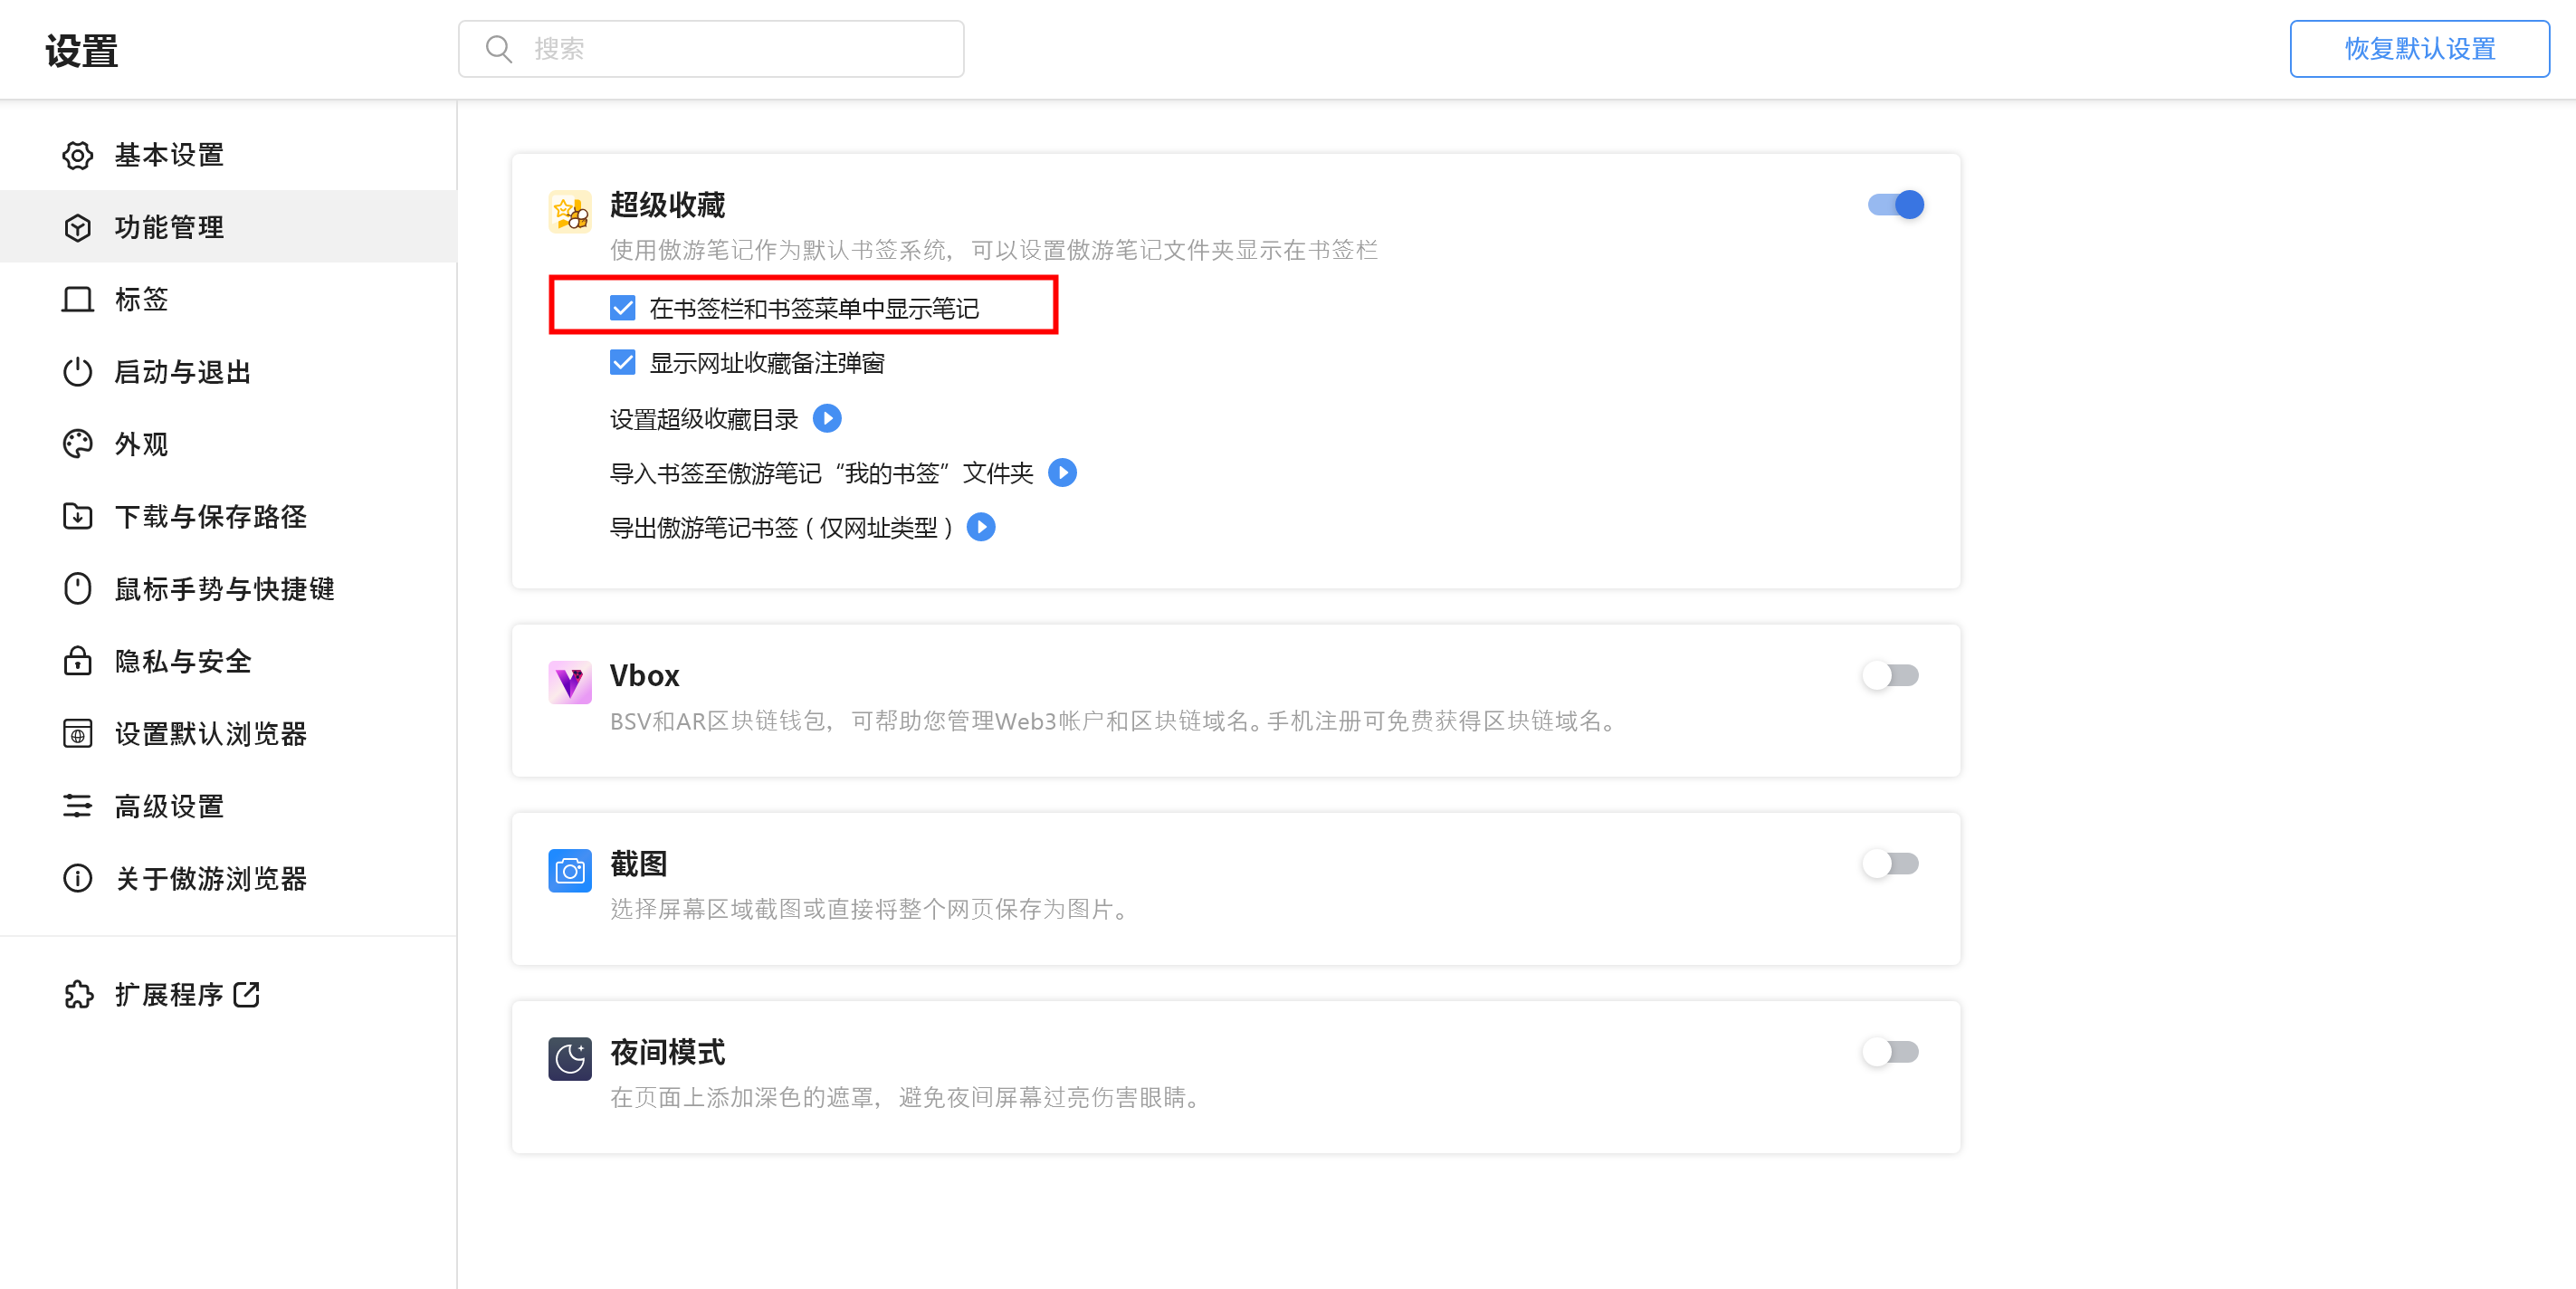 设置
搜索
恢复默认设置
基本设置
功能管理
标签
启动与退出
外观
下载与保存路径
鼠标手势与快捷键
隐私与安全
设置默认浏览器
高级设置
关于傲游浏览器
扩展程序
超级收藏
使用傲游笔记作为默认书签系统，可以设置傲游笔记文件夹显示在书签栏
在书签栏和书签菜单中显示笔记
显示网址收藏备注弹窗
设置超级收藏目录
导入书签至傲游笔记“我的书签”文件夹
导出傲游笔记书签（仅网址类型）
Vbox
BSV和AR区块链钱包，可帮助您管理Web3帐户和区块链域名。手机注册可免费获得区块链域名。
截图
选择屏幕区域截图或直接将整个网页保存为图片。
夜间模式
在页面上添加深色的遮罩，避免夜间屏幕过亮伤害眼睛。